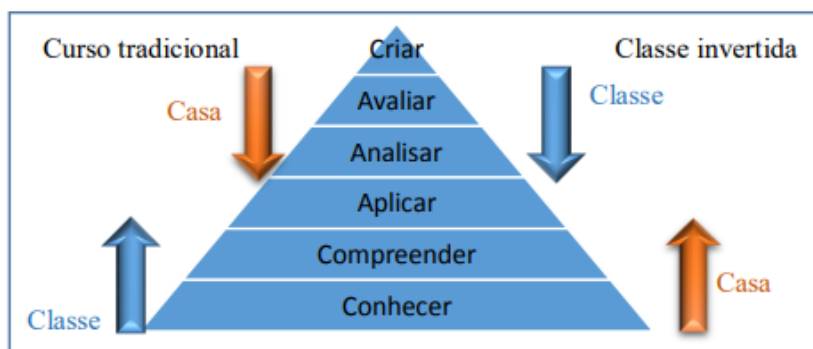 Curso tradicional
Criar
Classe invertida
Casa
Avaliar
Classe
Analisar
Aplicar
Compreender
Conhecer
Classe
Casa